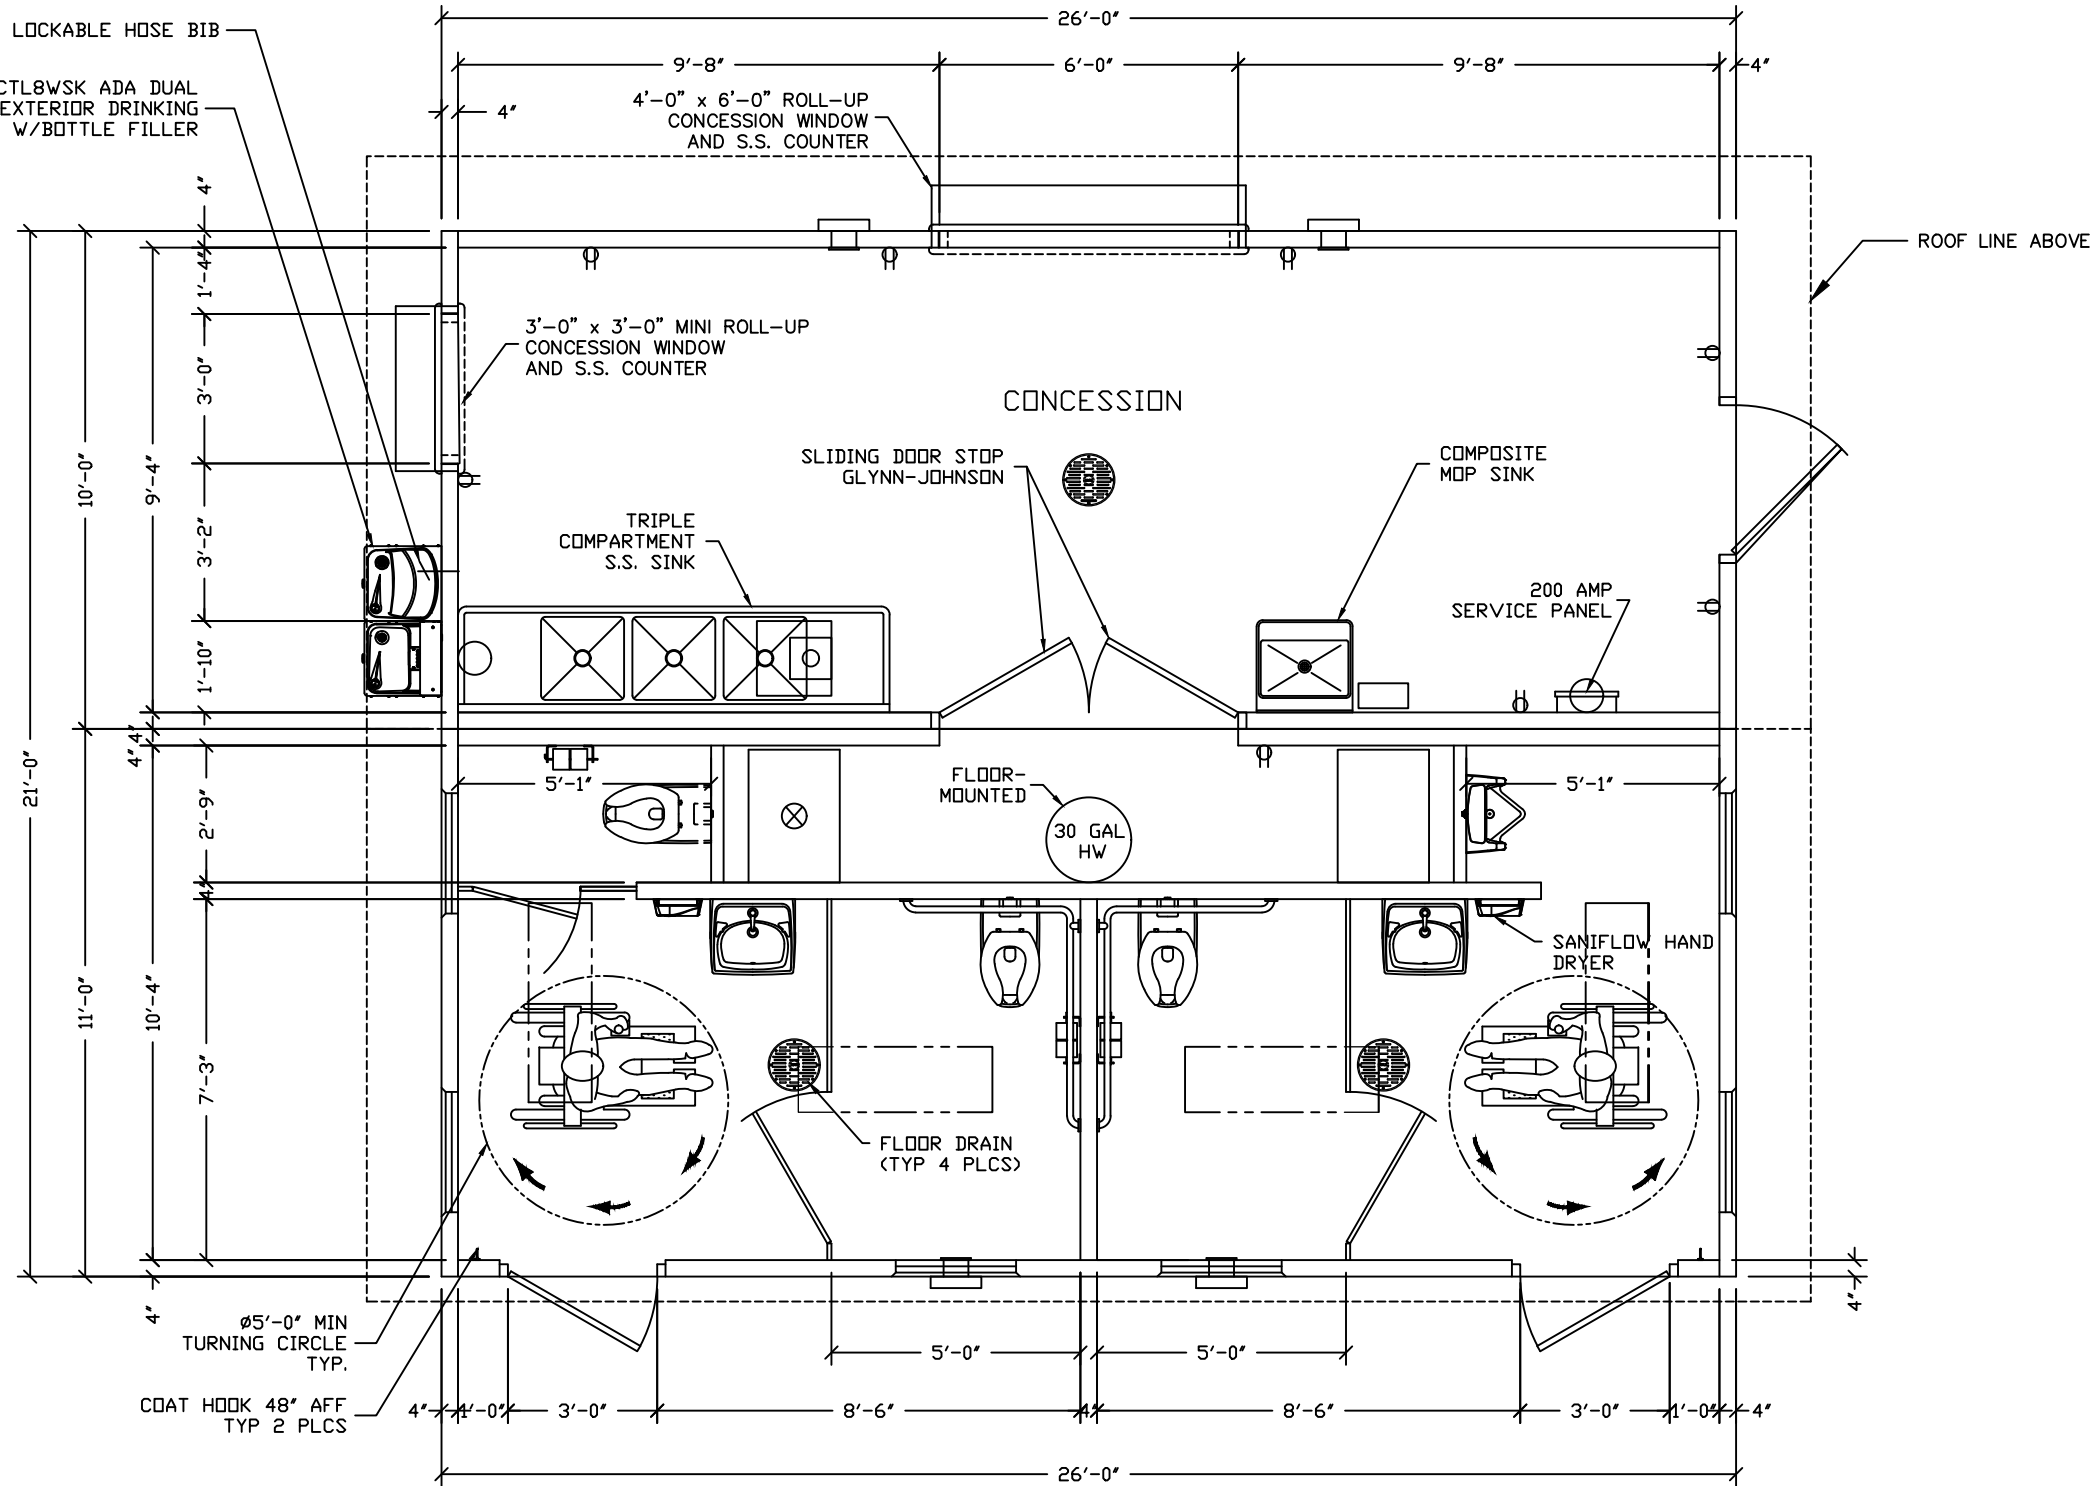 26'-0"
LOCKABLE HOSE BIB
9'-8"
6'-0"
9'-8"
4"
CTL8WSK ADA DUAL
EXTERIOR DRINKING
W/BOTTLE FILLER
4"
4'-0" x 6'-0" ROLL-UP
CONCESSION WINDOW
AND S.S. COUNTER
4"
1'-4"
3'-0"
3'-2"
1'-10"
10'-0"
9'-4"
21'-0"
ROOF LINE ABOVE
3'-0" x 3'-0" MINI ROLL-UP
CONCESSION WINDOW
AND S.S. COUNTER
CONCESSION
SLIDING DOOR STOP
GLYNN-JOHNSON
COMPOSITE
MOP SINK
TRIPLE
COMPARTMENT
S.S. SINK
200 AMP
SERVICE PANEL
4"
4"
2'-9"
4"
5'-1"
FLOOR-
MOUNTED
30 GAL
HW
5'-1"
11'-0"
10'-4"
7'-3"
4"
SANIFLOW HAND
DRYER
FLOOR DRAIN
(TYP 4 PLCS)
4"
Ø5'-0" MIN
TURNING CIRCLE
TYP.
5'-0"
5'-0"
COAT HOOK 48" AFF
TYP 2 PLCS
4"
1'-0"
3'-0"
8'-6"
4"
8'-6"
3'-0"
1'-0"
4"
26'-0"